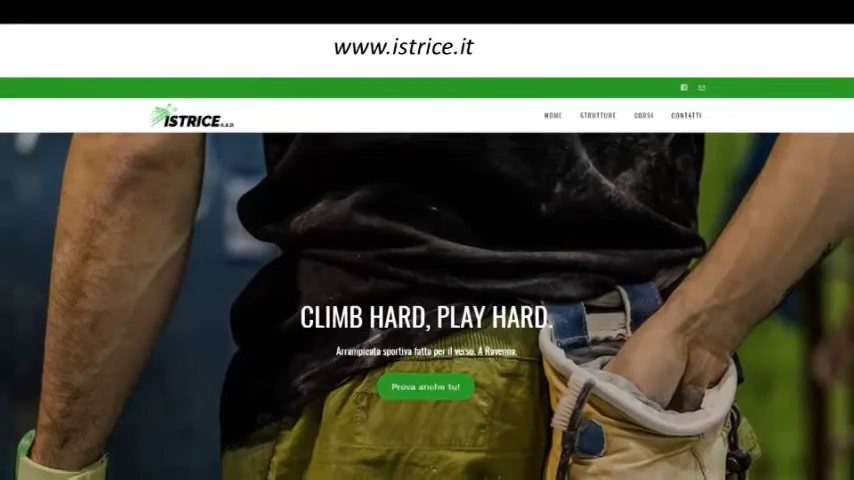 www.istrice.it
ISTRICE A.S.D.
HOME STRUTTURE CORSI CONTATTI
CLIMB HARD, PLAY HARD.
Arrampicata sportiva fatta per il verso. A Ravenna.
Prova anche tu!